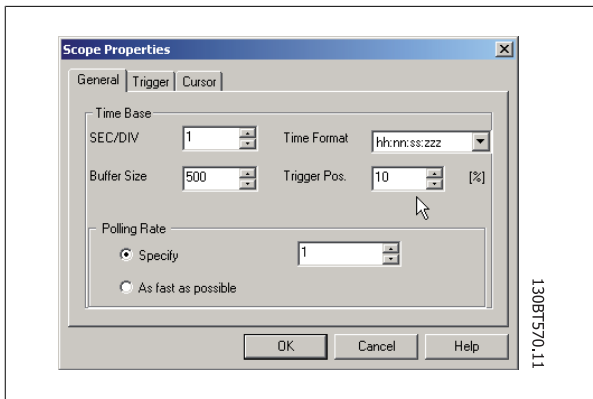 Scope Properties
General Trigger Cursor
Time Base
SEC/DIV 1 Time Format hh:nn:ss:zzz
Buffer Size 500 Trigger Pos. 10 [%]
Polling Rate
Specify 1
As fast as possible
OK Cancel Help
130BT570.11